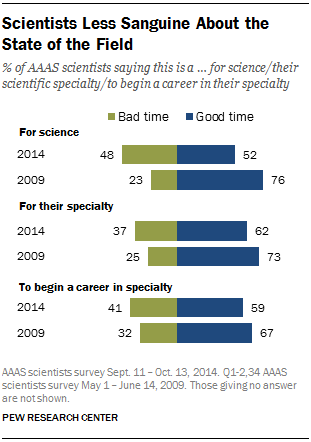 Scientists Less Sanguine About the
State of the Field
% of AAAS scientists saying this is a ... for science/their
scientific specialty/to begin a career in their specialty
Bad time Good time
For science
2014 48 52
2009 23 76
For their specialty
2014 37 62
2009 25 73
To begin a career in specialty
2014 41 59
2009 32 67
AAAS scientists survey Sept. 11 – Oct. 13, 2014. Q1-2,34 AAAS
scientists survey May 1 – June 14, 2009. Those giving no answer
are not shown.
PEW RESEARCH CENTER